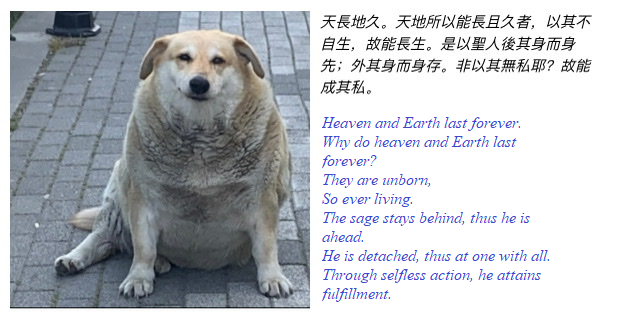 天長地久。天地所以能長且久者，以其不
自生，故能長生。是以聖人後其身而身
先；外其身而身存。非以其無私耶？故能
成其私。
Heaven and Earth last forever.
Why do heaven and Earth last
forever?
They are unborn,
So ever living.
The sage stays behind, thus he is
ahead.
He is detached, thus at one with all.
Through selfless action, he attains
fulfillment.